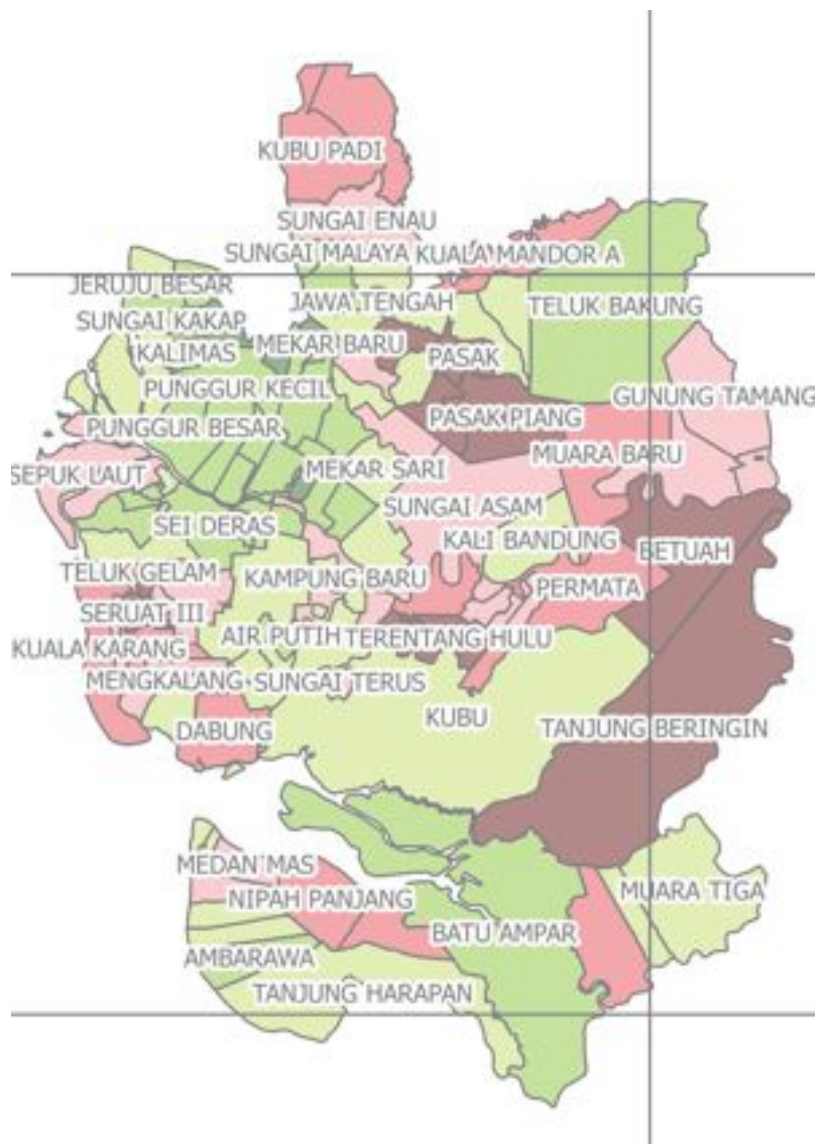 KUBU PADI
SUNGAI ENAU
SUNGAI MALAYA
KUALA MANDOR A
JERUJU BESAR
JAWA TENGAH
TELUK BAKUNG
SUNGAI KAKAP
KALIMAS
MEKAR BARU
PASAK
PUNGGUR KECIL
GUNUNG TAMANG
PUNGGUR BESAR
PASAK PIANG
MUARA BARU
SEPUK LAUT
MEKAR SARI
SUNGAI ASAM
SEI DERAS
KALI BANDUNG
BETUAH
TELUK GELAM
KAMPUNG BARU
PERMATA
SERUAT III
KUALA KARANG
AIR PUTIH
TERENTANG HULU
MENGKALANG
SUNGAI TERUS
KUBU
DABUNG
TANJUNG BERINGIN
MEDAN MAS
NIPAH PANJANG
MUARA TIGA
BATU AMPAR
AMBARAWA
TANJUNG HARAPAN